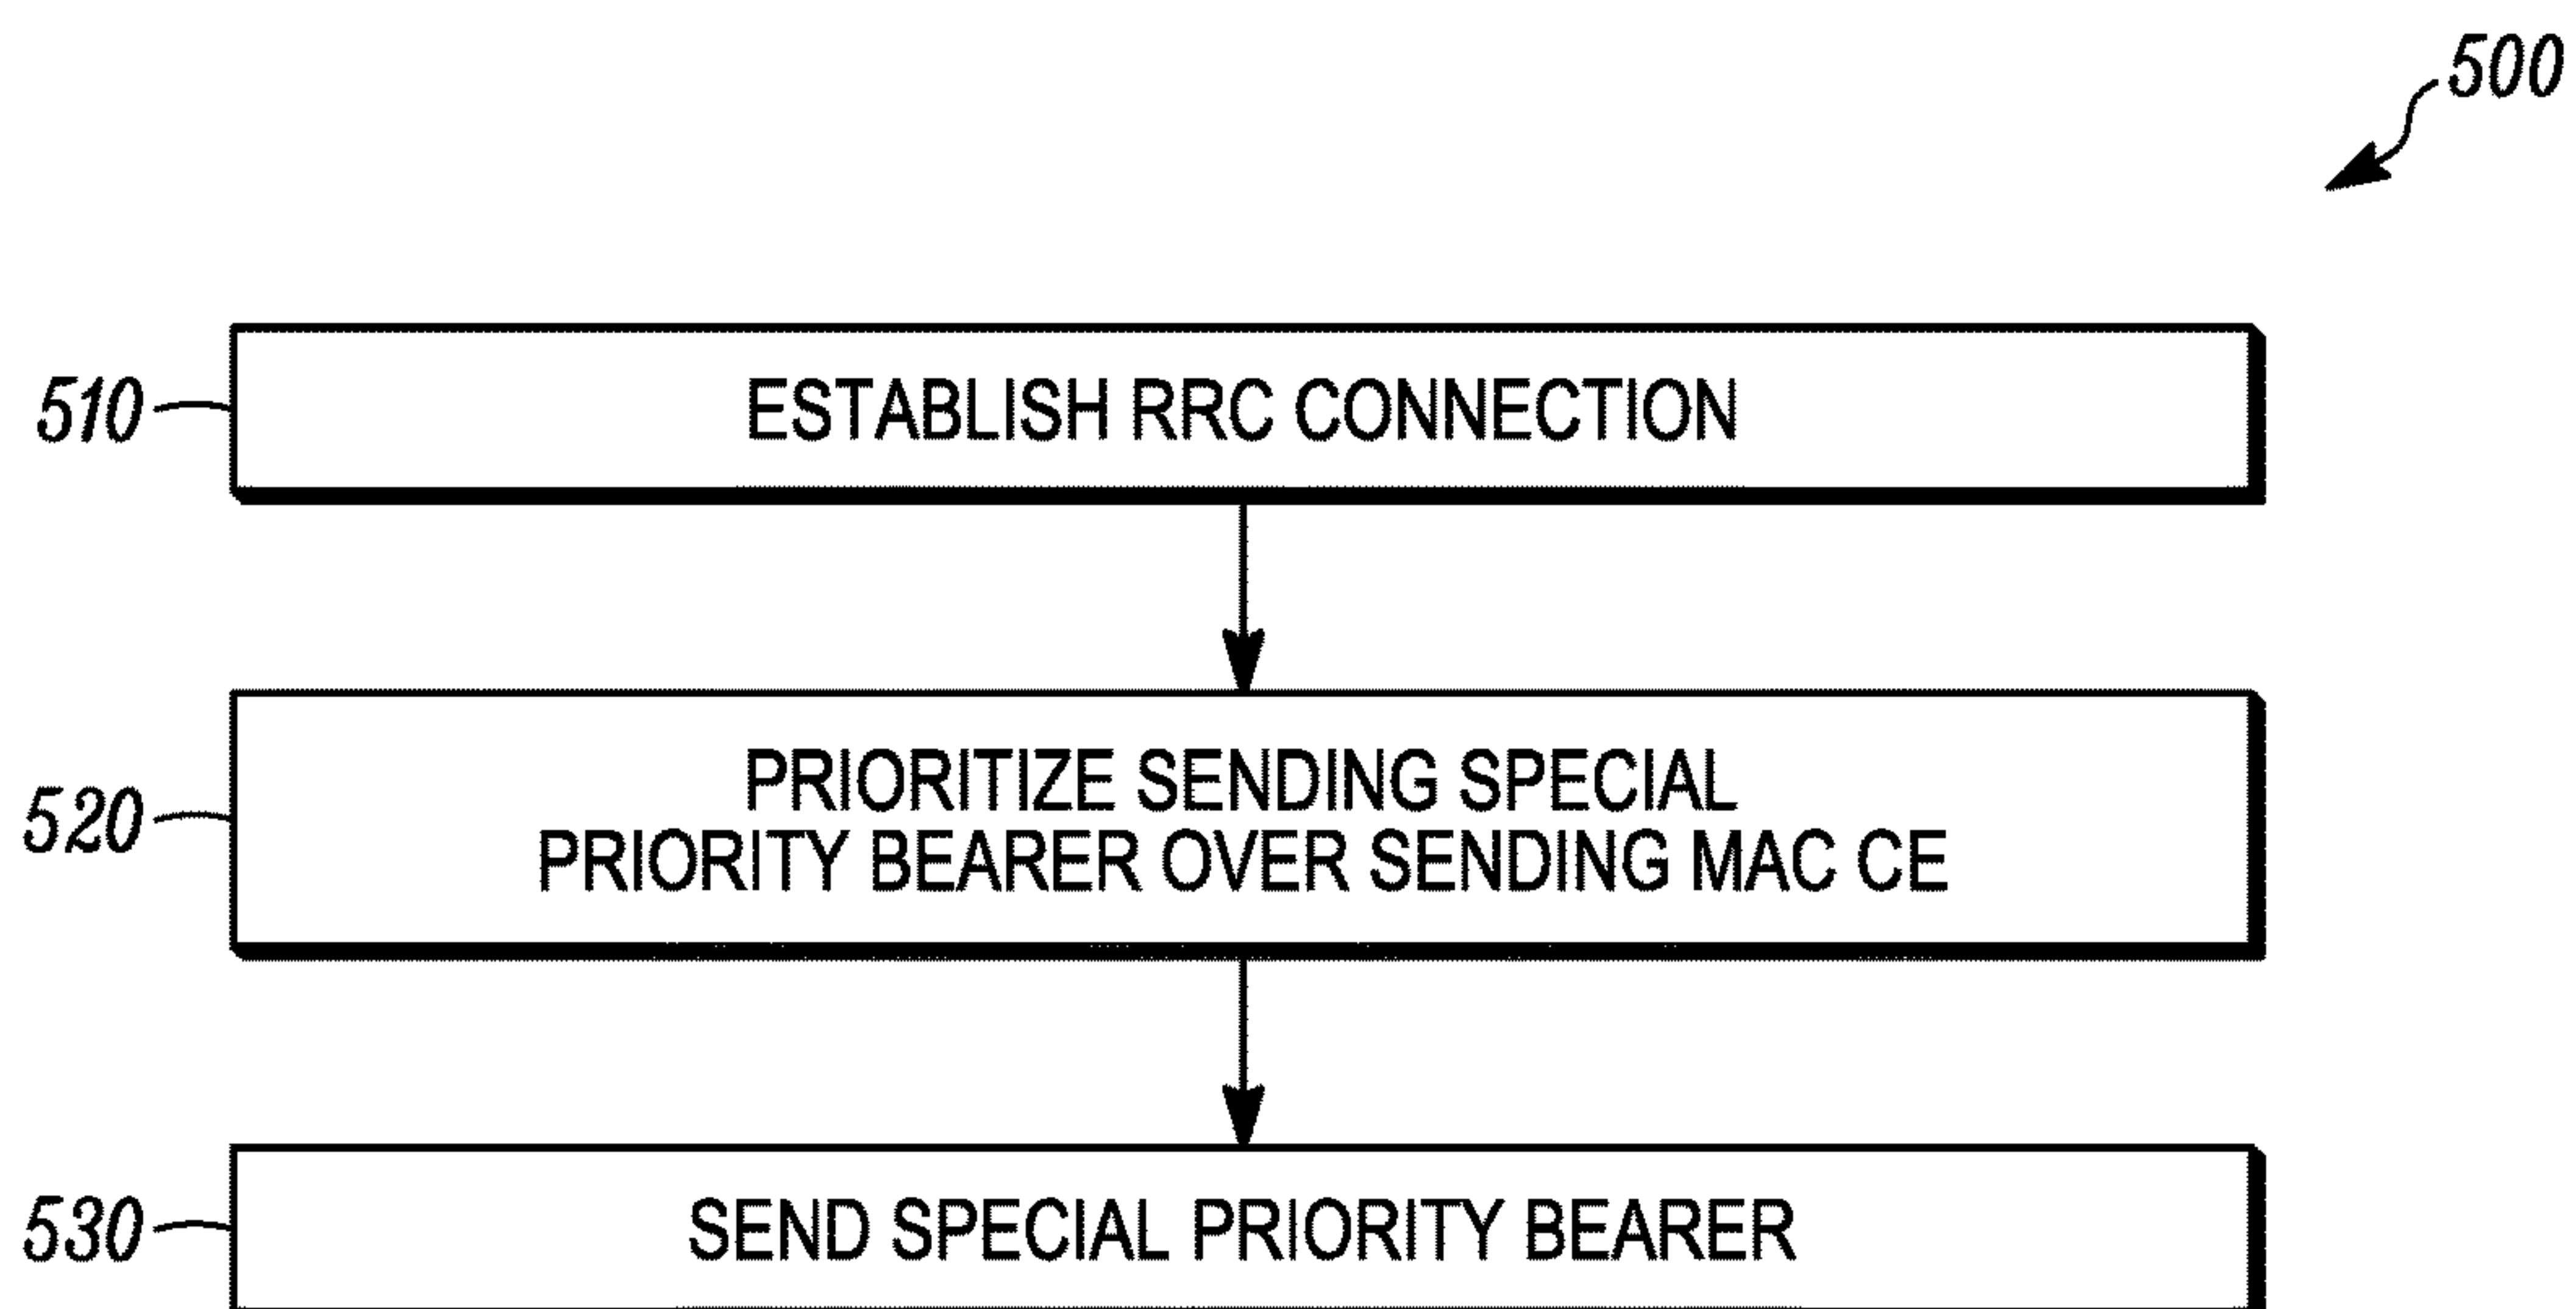 500
510
ESTABLISH RRC CONNECTION
520
PRIORITIZE SENDING SPECIAL
PRIORITY BEARER OVER SENDING MAC CE
530
SEND SPECIAL PRIORITY BEARER